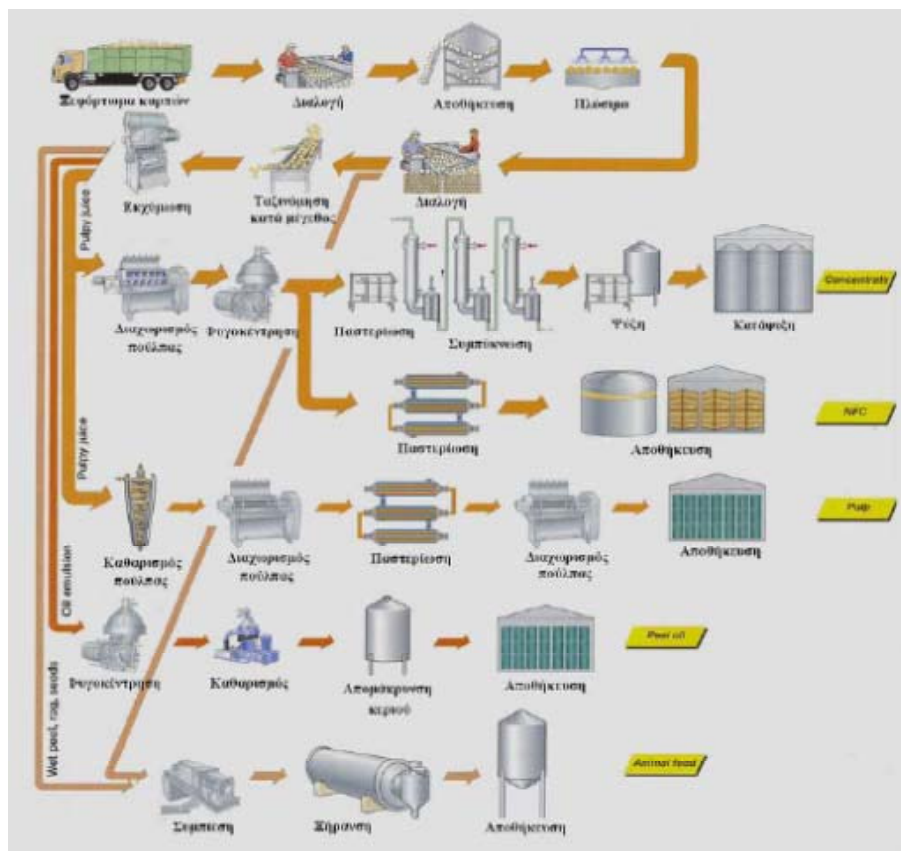 Ξεφόρτωμα καρπών
Διαλογή
Αποθήκευση
Πλύσιμο
Εκχύμωση
Ταξινόμηση
κατά μέγεθος
Διαλογή
Pulpy juice
Διαχωρισμός
πούλπας
Φυγοκέντρηση
Παστερίωση
Συμπύκνωση
Ψύξη
Κατάψυξη
Concentrate
Παστερίωση
Αποθήκευση
NFC
Pulpy juice
Καθαρισμός
πούλπας
Διαχωρισμός
πούλπας
Παστερίωση
Διαχωρισμός
πούλπας
Αποθήκευση
Pulp
Oil emulsion
Φυγοκέντρηση
Καθαρισμός
Απομάκρυνση
κεριού
Αποθήκευση
Peel oil
Wet peel, rag, seeds
Συμπίεση
Ξήρανση
Αποθήκευση
Animal feed